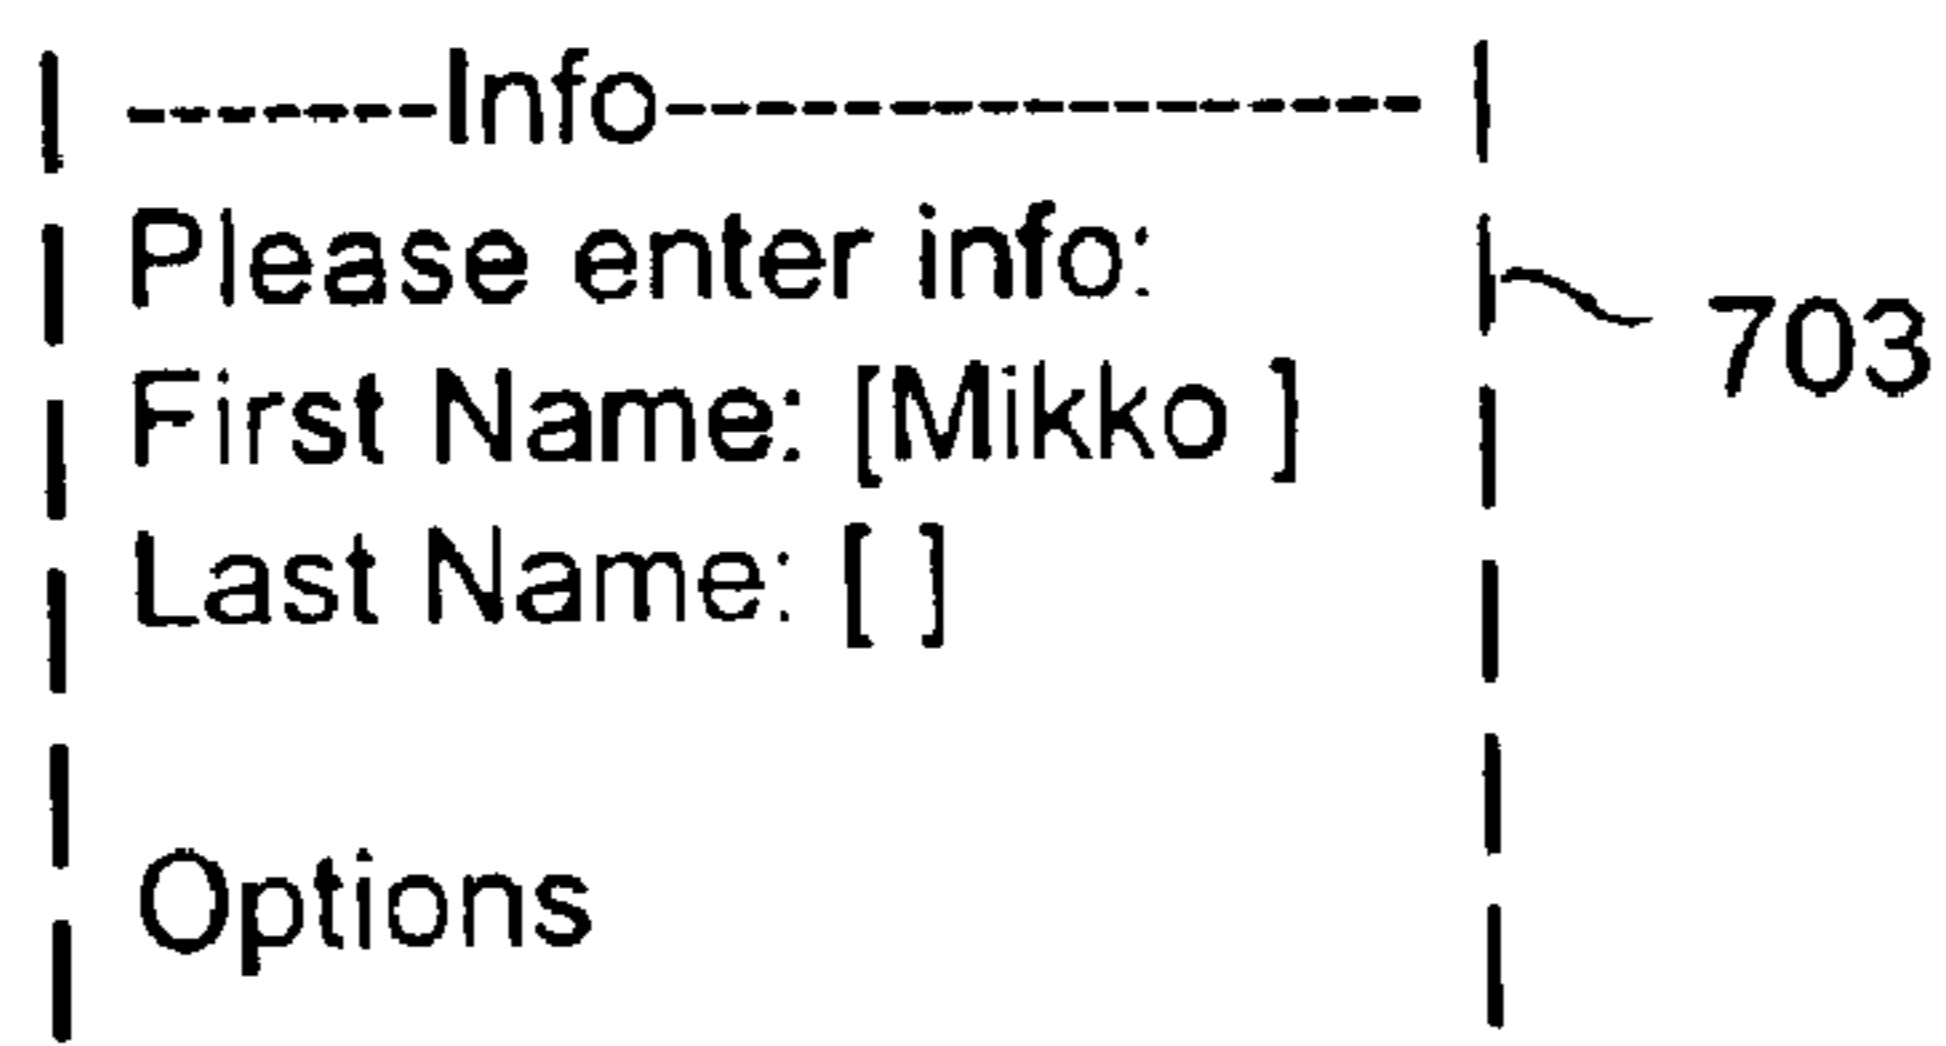 | -------Info----------------- |
| Please enter info: |
703
| First Name: [Mikko ] |
| Last Name: [ ] |
| |
| Options |